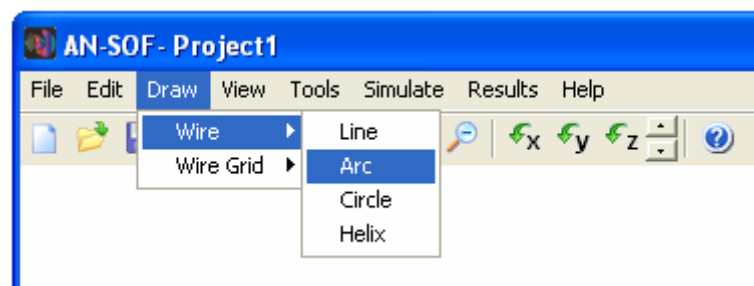 AN-SOF- Project1
File Edit Draw View Tools Simulate Results Help
x y z ?
Wire Line
Wire Grid Arc
Circle
Helix